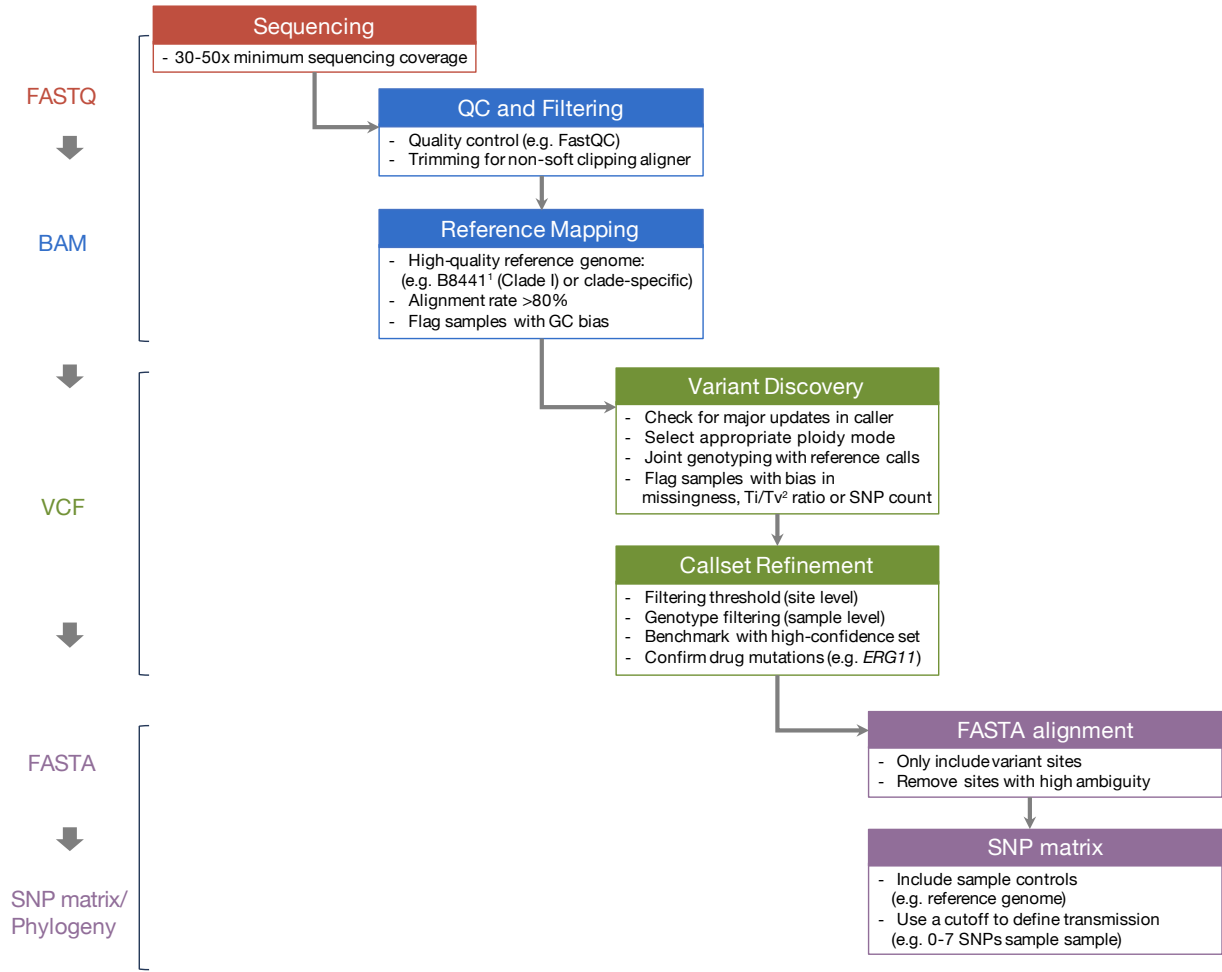 Sequencing
- 30-50x minimum sequencing coverage
FASTQ
QC and Filtering
- Quality control (e.g. FastQC)
- Trimming for non-soft clipping aligner
BAM
Reference Mapping
- High-quality reference genome:
(e.g. B8441¹ (Clade I) or clade-specific)
- Alignment rate >80%
- Flag samples with GC bias
VCF
Variant Discovery
- Check for major updates in caller
- Select appropriate ploidy mode
- Joint genotyping with reference calls
- Flag samples with bias in
missingness, Ti/Tv² ratio or SNP count
Callset Refinement
- Filtering threshold (site level)
- Genotype filtering (sample level)
- Benchmark with high-confidence set
- Confirm drug mutations (e.g. ERG11)
FASTA
FASTA alignment
- Only include variant sites
- Remove sites with high ambiguity
SNP matrix/
Phylogeny
SNP matrix
- Include sample controls
(e.g. reference genome)
- Use a cutoff to define transmission
(e.g. 0-7 SNPs sample sample)